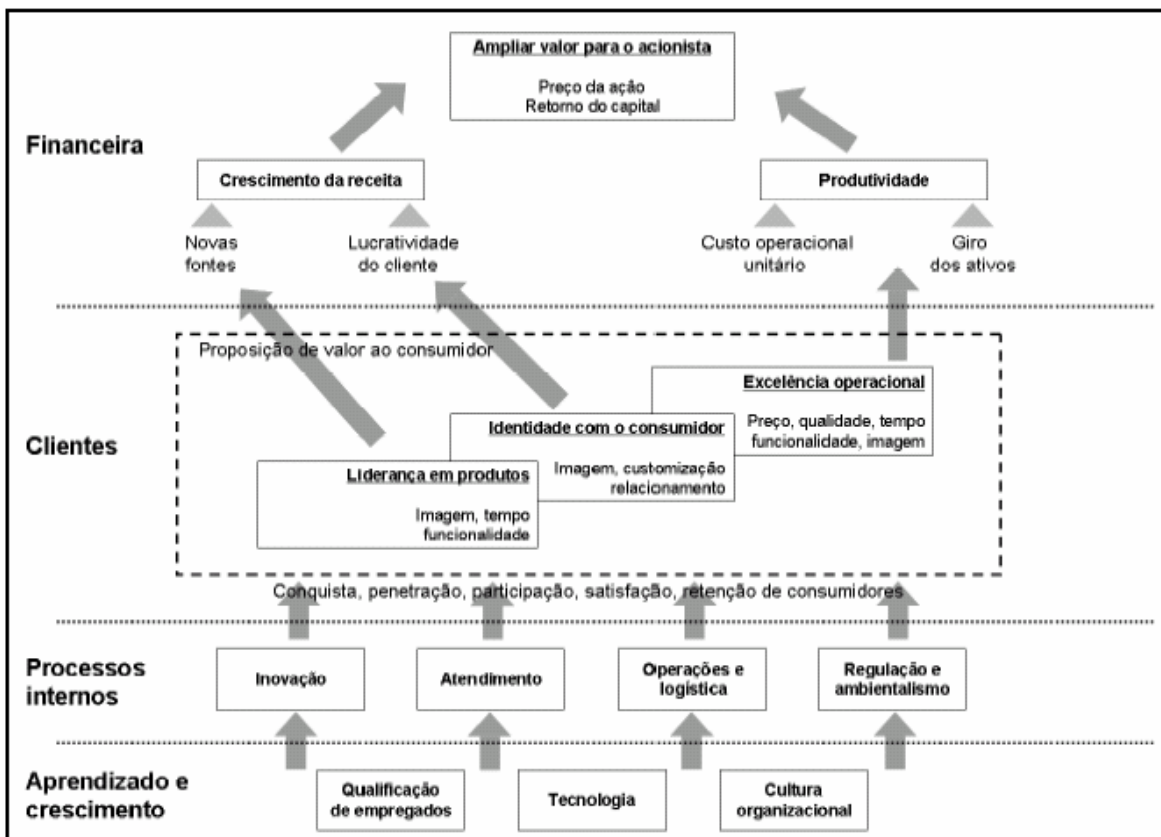 Ampliar valor para o acionista
Preço da ação
Retorno do capital
Financeira
Crescimento da receita
Produtividade
Novas
fontes
Lucratividade
do cliente
Custo operacional
unitário
Giro
dos ativos
Proposição de valor ao consumidor
Clientes
Excelência operacional
Preço, qualidade, tempo
funcionalidade, imagem
Identidade com o consumidor
Imagem, customização
relacionamento
Liderança em produtos
Imagem, tempo
funcionalidade
Conquista, penetração, participação, satisfação, retenção de consumidores
Processos
internos
Inovação
Atendimento
Operações e
logística
Regulação e
ambientalismo
Aprendizado e
crescimento
Qualificação
de empregados
Tecnologia
Cultura
organizacional